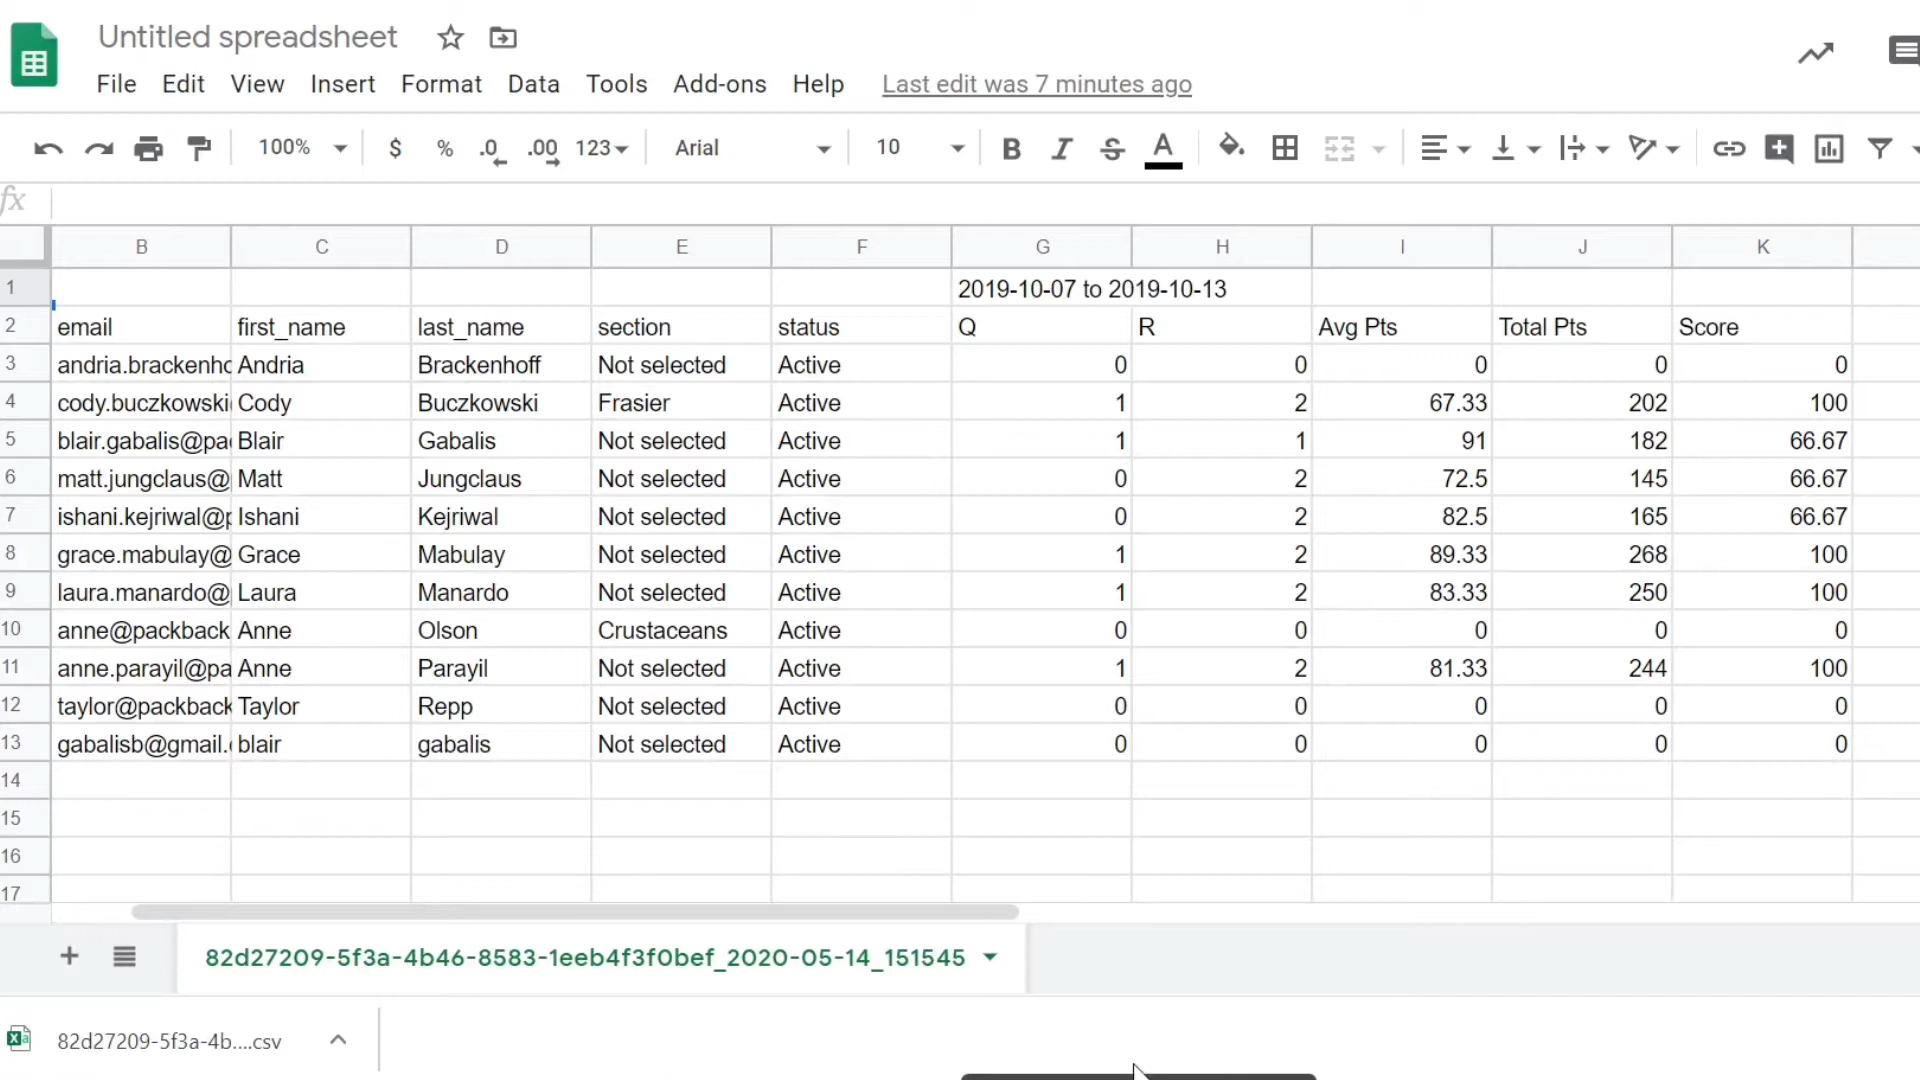 Untitled spreadsheet
File Edit View Insert Format Data Tools Add-ons Help Last edit was 7 minutes ago
100% $ % .0 .00 123 Arial 10 B I S A
fx
B C D E F G H I J K
1 2019-10-07 to 2019-10-13
2 email first_name last_name section status Q R Avg Pts Total Pts Score
3 andria.brackenho Andria Brackenhoff Not selected Active 0 0 0 0 0
4 cody.buczkowski Cody Buczkowski Frasier Active 1 2 67.33 202 100
5 blair.gabalis@pa Blair Gabalis Not selected Active 1 1 91 182 66.67
6 matt.jungclaus@ Matt Jungclaus Not selected Active 0 2 72.5 145 66.67
7 ishani.kejriwal@p Ishani Kejriwal Not selected Active 0 2 82.5 165 66.67
8 grace.mabulay@ Grace Mabulay Not selected Active 1 2 89.33 268 100
9 laura.manardo@ Laura Manardo Not selected Active 1 2 83.33 250 100
10 anne@packback Anne Olson Crustaceans Active 0 0 0 0 0
11 anne.parayil@pa Anne Parayil Not selected Active 1 2 81.33 244 100
12 taylor@packback Taylor Repp Not selected Active 0 0 0 0 0
13 gabalisb@gmail. blair gabalis Not selected Active 0 0 0 0 0
14
15
16
17
82d27209-5f3a-4b46-8583-1eeb4f3f0bef_2020-05-14_151545
82d27209-5f3a-4b....csv